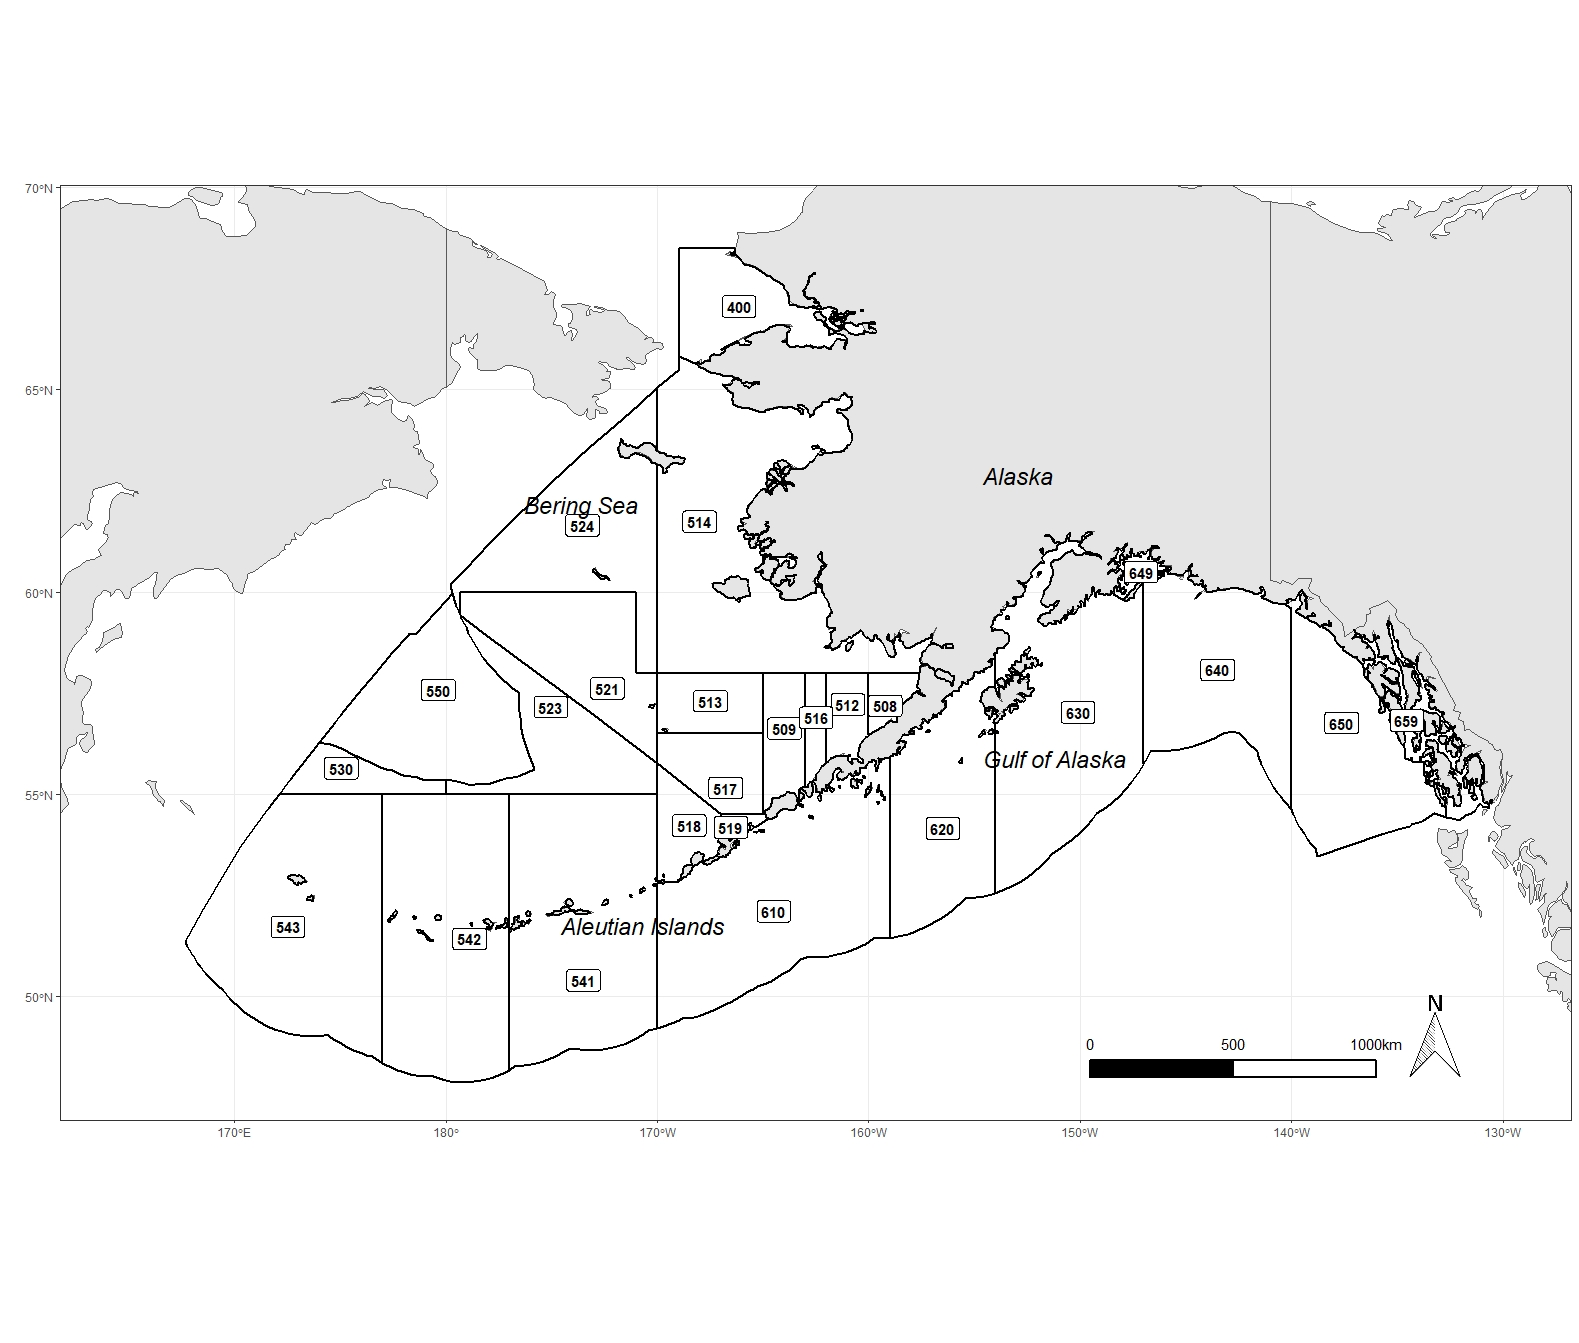 70°N
400
65°N
Alaska
Bering Sea
524
514
649
60°N
640
550
521
513
523
512
508
516
509
630
650
659
Gulf of Alaska
530
517
55°N
518
519
620
610
543
Aleutian Islands
542
541
50°N
N
0
500
1000km
170°E
180°
170°W
160°W
150°W
140°W
130°W